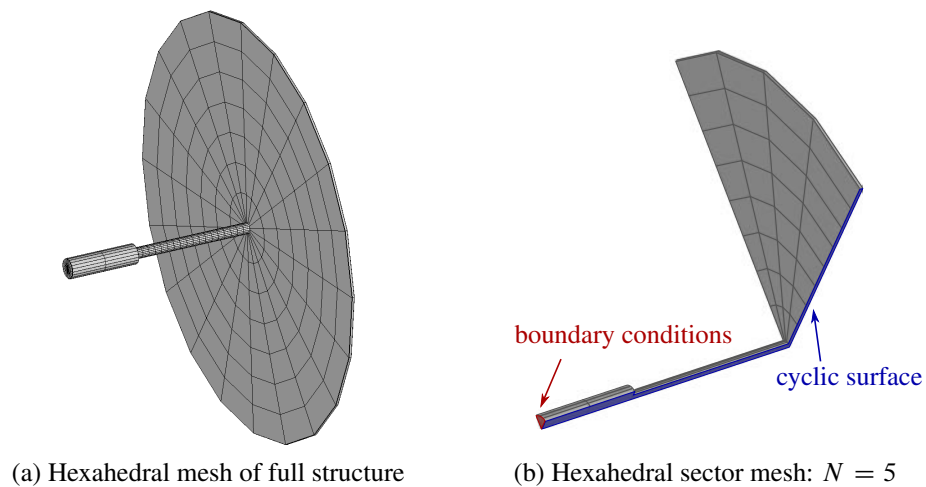 boundary conditions
cyclic surface
(a) Hexahedral mesh of full structure
(b) Hexahedral sector mesh: N = 5